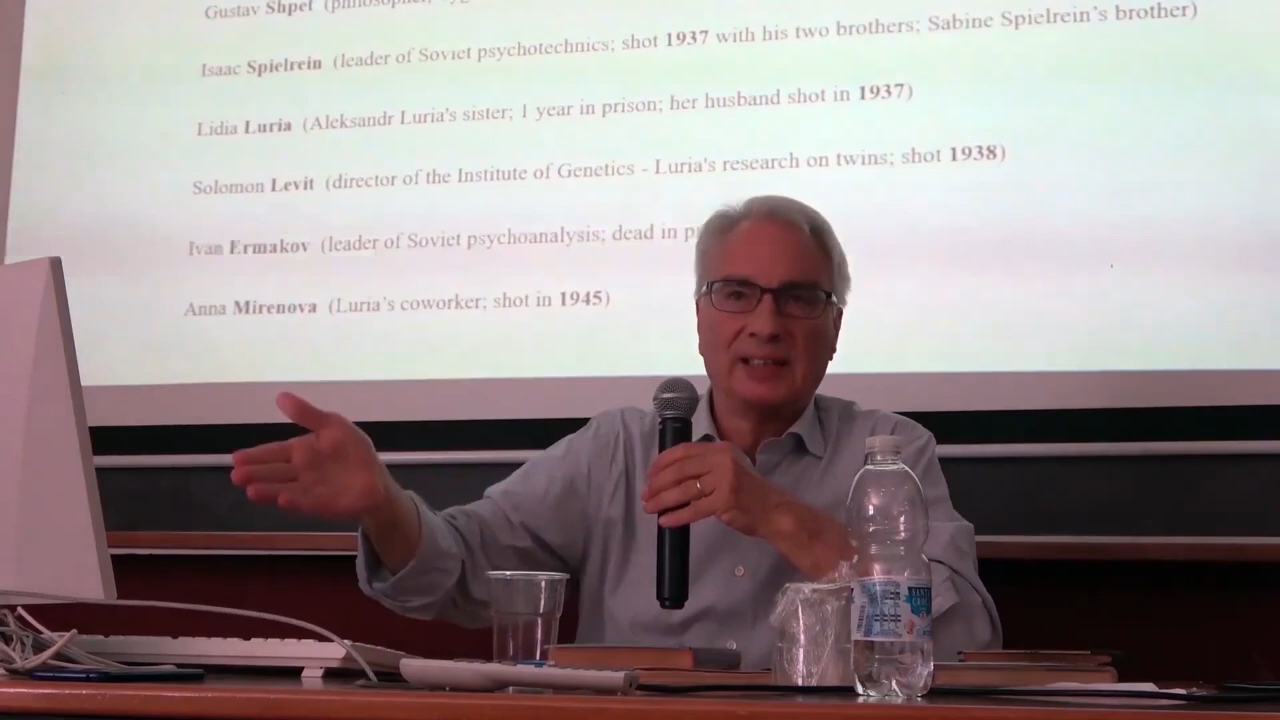 Gustav Shpet (philosopher,
Isaac Spielrein (leader of Soviet psychotechnics; shot 1937 with his two brothers; Sabine Spielrein's brother)
Lidia Luria (Aleksandr Luria's sister; 1 year in prison; her husband shot in 1937)
Solomon Levit (director of the Institute of Genetics - Luria's research on twins; shot 1938)
Ivan Ermakov (leader of Soviet psychoanalysis; dead in
Anna Mirenova (Luria's coworker; shot in 1945)
SANTA
CROCE